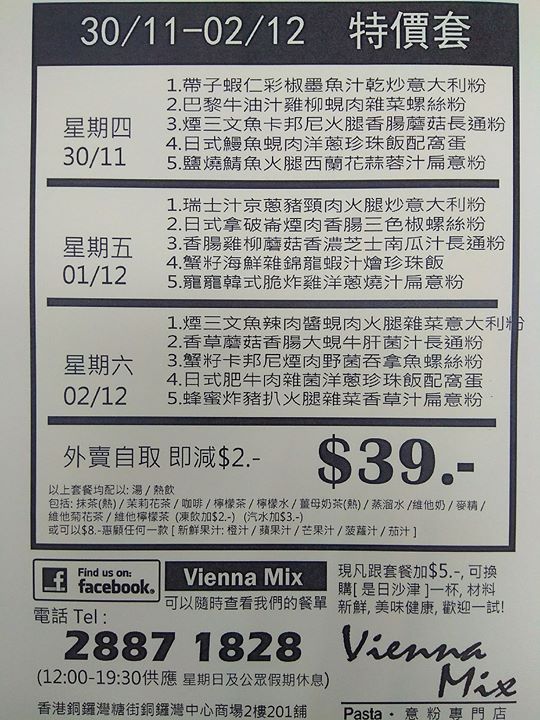 30/11-02/12 特價套
星期四
30/11
1.帶子蝦仁彩椒墨魚汁乾炒意大利粉
2.巴黎牛油汁雞柳蜆肉雜菜螺絲粉
3.煙三文魚卡邦尼火腿香腸蘑菇長通粉
4.日式鰻魚蜆肉洋蔥珍珠飯配窩蛋
5.鹽燒鯖魚火腿西蘭花蒜蓉汁扁意粉
星期五
01/12
1.瑞士汁京蔥豬頸肉火腿炒意大利粉
2.日式拿破崙煙肉香腸三色椒螺絲粉
3.香腸雞柳蘑菇香濃芝士南瓜汁長通粉
4.蟹籽海鮮雜錦龍蝦汁燴珍珠飯
5.寵寵韓式脆炸雞洋蔥燒汁扁意粉
星期六
02/12
1.煙三文魚辣肉醬蜆肉火腿雜菜意大利粉
2.香草蘑菇香腸大蜆牛肝菌汁長通粉
3.蟹籽卡邦尼煙肉野菌吞拿魚螺絲粉
4.日式肥牛肉雜菌洋蔥珍珠飯配窩蛋
5.蜂蜜炸豬扒火腿雜菜香草汁扁意粉
外賣自取 即減$2.-
$39.-
以上套餐均配以: 湯 / 熱飲
包括: 抹茶(熱) / 茉莉花茶 / 咖啡 / 檸檬茶 / 檸檬水 / 薑母奶茶(熱) / 蒸溜水 / 維他奶 / 麥精 /
維他菊花茶 / 維他檸檬茶 (凍飲加$2.-) (汽水加$3.-)
或可以$8.-惠顧任何一款 [ 新鮮果汁: 橙汁 / 蘋果汁 / 芒果汁 / 菠蘿汁 / 茄汁 ]
f Find us on:
facebook.
Vienna Mix
可以隨時查看我們的餐單
現凡跟套餐加$5.-, 可換
購[ 是日沙津 ]一杯, 材料
新鮮, 美味健康, 歡迎一試!
電話 Tel :
2887 1828
(12:00-19:30供應 星期日及公眾假期休息)
香港銅鑼灣糖街銅鑼灣中心商場2樓201舖
Vienna
Mix
Pasta · 意粉專門店